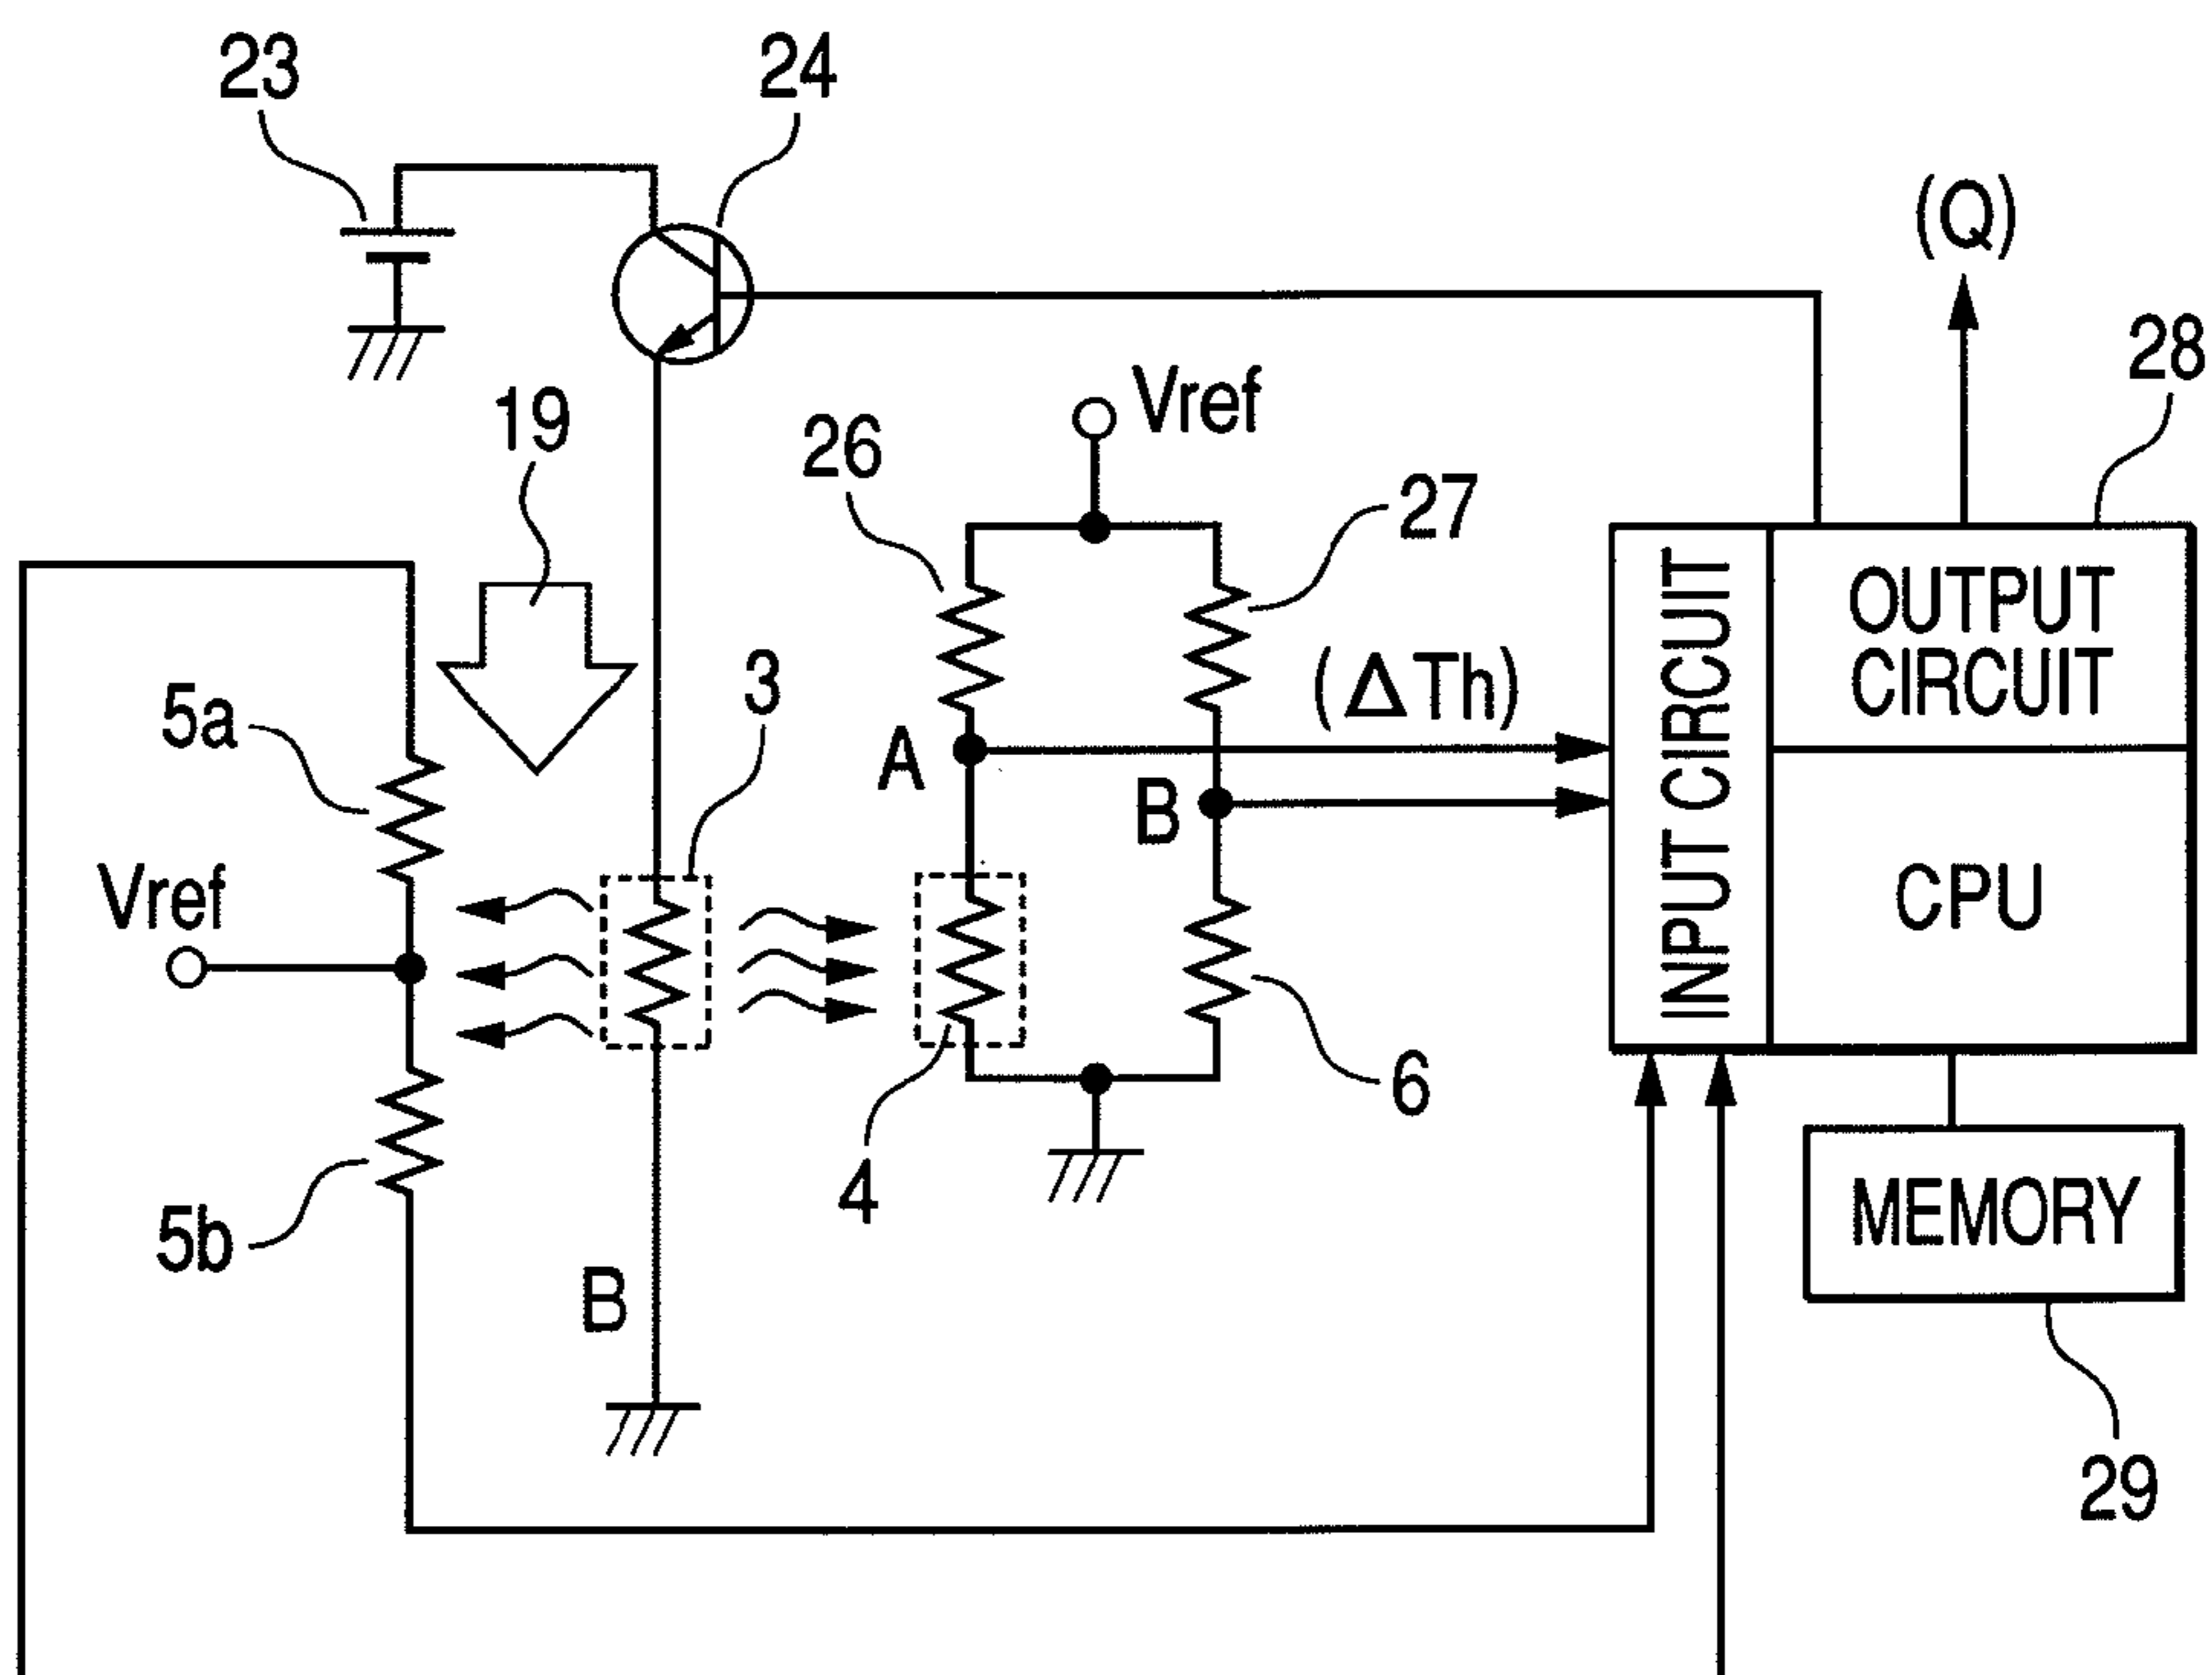 23
24
(Q)
28
19
26
Vref
27
5a
3
(ΔTh)
A
B
INPUT CIRCUIT
OUTPUT
CIRCUIT
CPU
Vref
6
4
5b
B
MEMORY
29